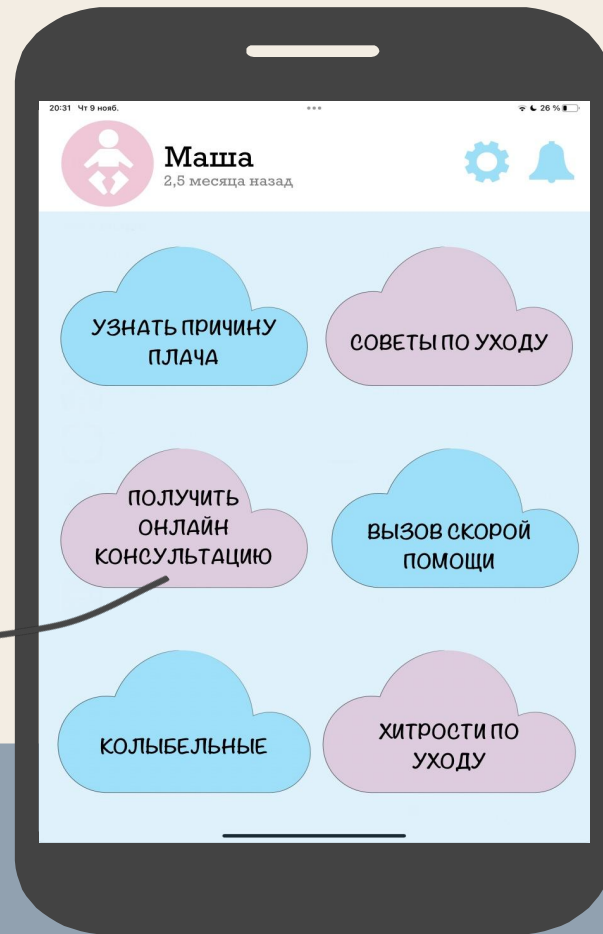 20:31 Чт 9 нояб.
26 %
Маша
2,5 месяца назад
УЗНАТЬ ПРИЧИНУ
ПЛАЧА
СОВЕТЫ ПО УХОДУ
ПОЛУЧИТЬ
ОНЛАЙН
КОНСУЛЬТАЦИЮ
ВЫЗОВ СКОРОЙ
ПОМОЩИ
КОЛЫБЕЛЬНЫЕ
ХИТРОСТИ ПО
УХОДУ